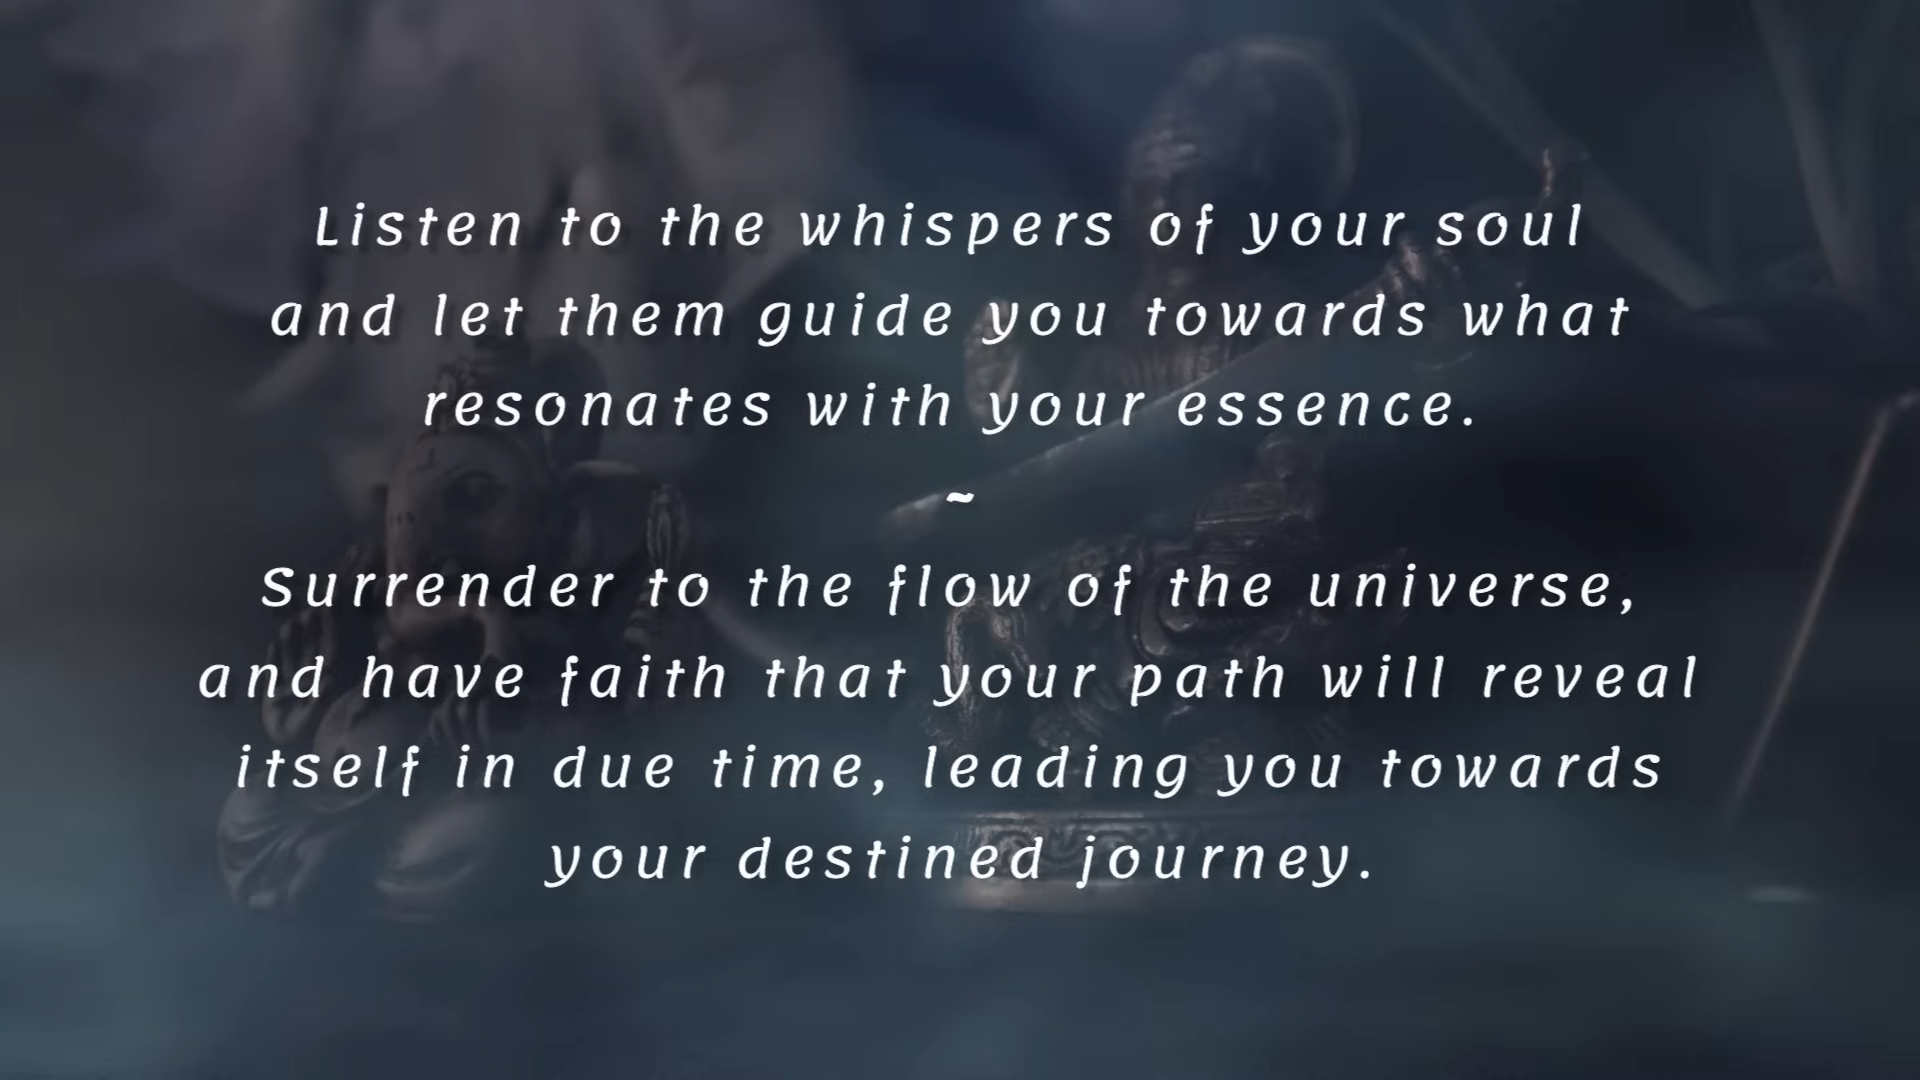 Listen to the whispers of your soul
and let them guide you towards what
resonates with your essence.
~
Surrender to the flow of the universe,
and have faith that your path will reveal
itself in due time, leading you towards
your destined journey.